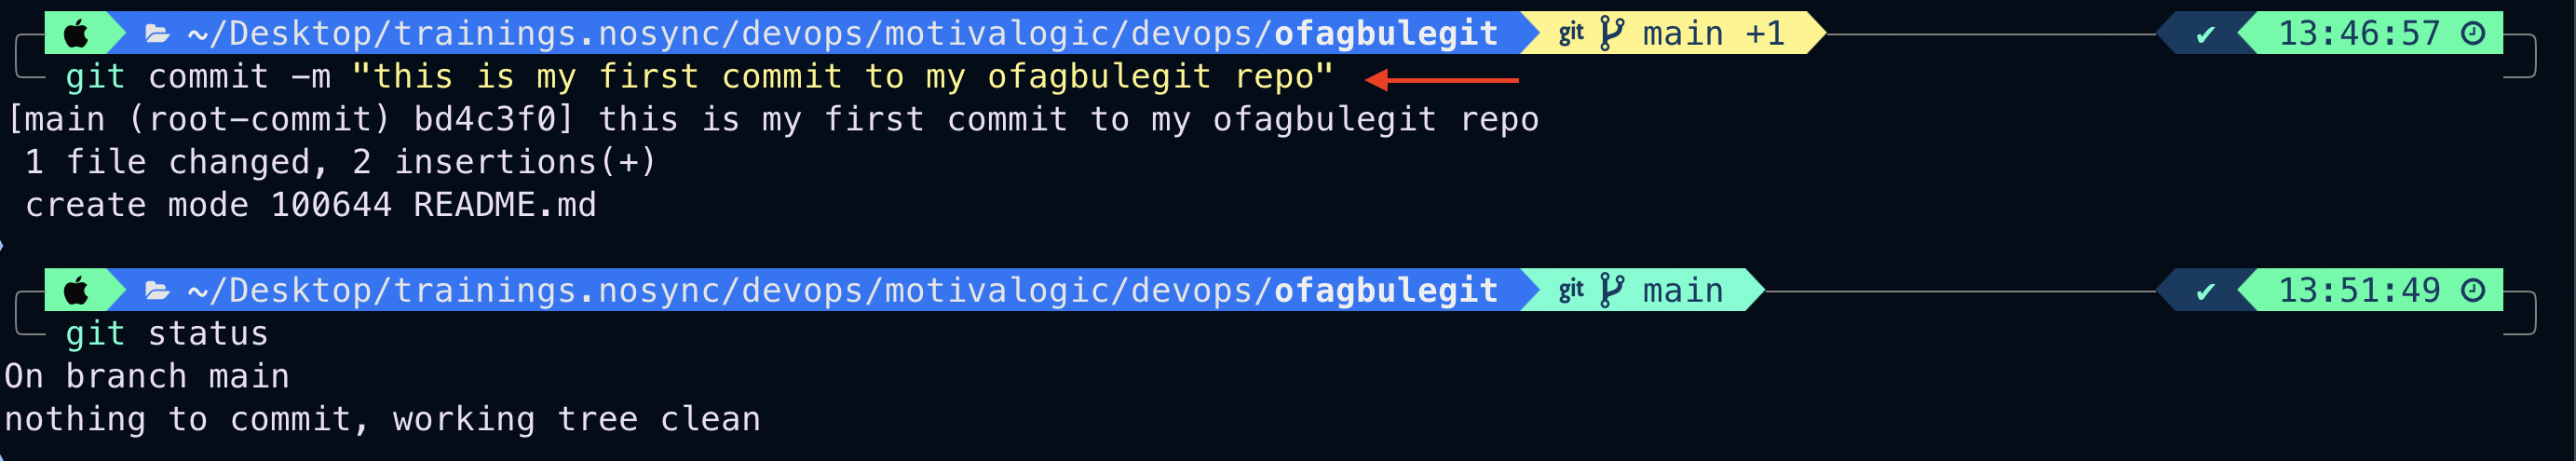 ~/Desktop/trainings.nosync/devops/motivalogic/devops/ofagbulegit git main +1 ✔ 13:46:57
git commit -m "this is my first commit to my ofagbulegit repo"
[main (root-commit) bd4c3f0] this is my first commit to my ofagbulegit repo
1 file changed, 2 insertions(+)
create mode 100644 README.md
~/Desktop/trainings.nosync/devops/motivalogic/devops/ofagbulegit git main ✔ 13:51:49
git status
On branch main
nothing to commit, working tree clean